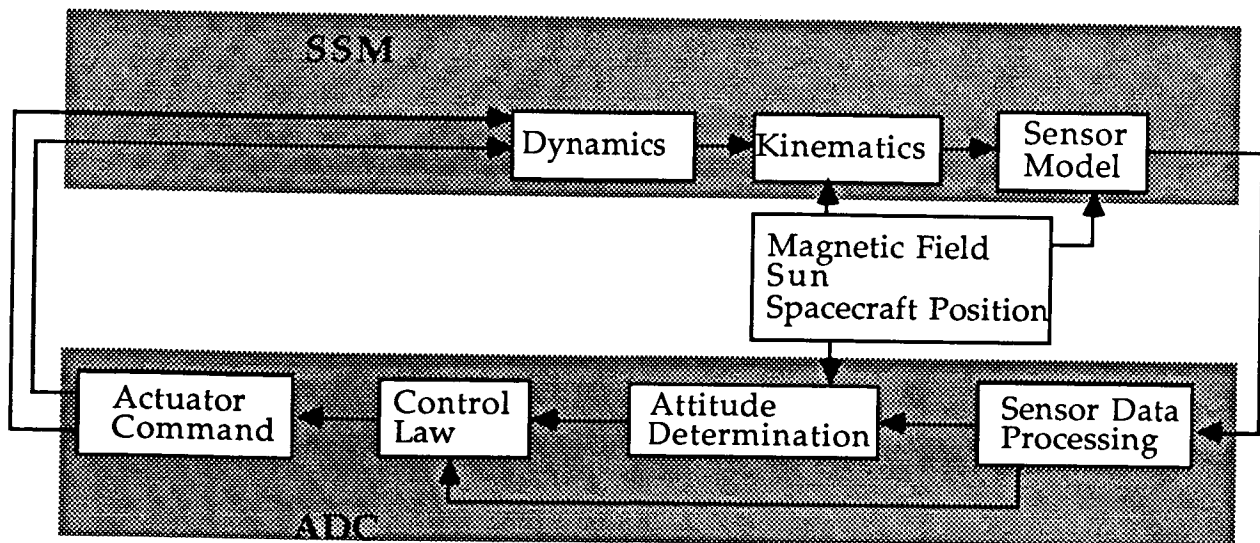 SSM
Dynamics
Kinematics
Sensor
Model
Magnetic Field
Sun
Spacecraft Position
Actuator
Command
Control
Law
Attitude
Determination
Sensor Data
Processing
ADC